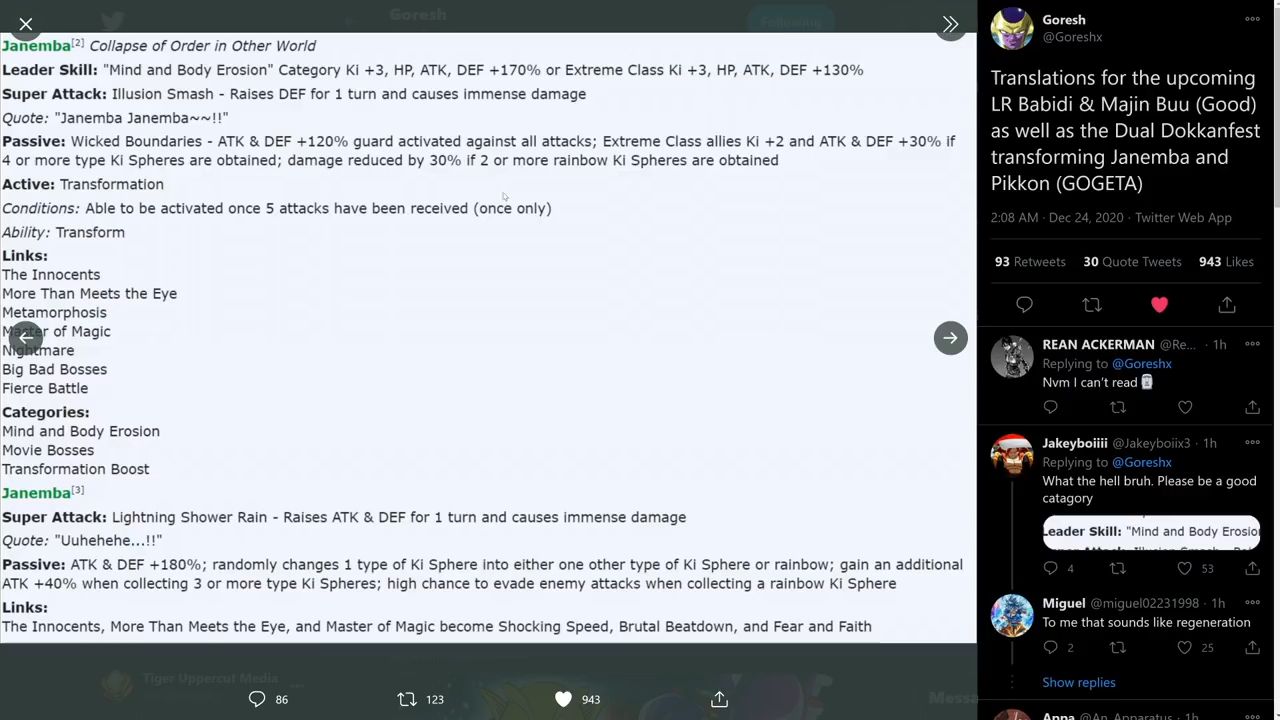 Goresh
Following
Janemba[2] Collapse of Order in Other World
Leader Skill: "Mind and Body Erosion" Category Ki +3, HP, ATK, DEF +170% or Extreme Class Ki +3, HP, ATK, DEF +130%
Super Attack: Illusion Smash - Raises DEF for 1 turn and causes immense damage
Quote: "Janemba Janemba~~!!"
Passive: Wicked Boundaries - ATK & DEF +120% guard activated against all attacks; Extreme Class allies Ki +2 and ATK & DEF +30% if
4 or more type Ki Spheres are obtained; damage reduced by 30% if 2 or more rainbow Ki Spheres are obtained
Active: Transformation
Conditions: Able to be activated once 5 attacks have been received (once only)
Ability: Transform
Links:
The Innocents
More Than Meets the Eye
Metamorphosis
Master of Magic
Nightmare
Big Bad Bosses
Fierce Battle
Categories:
Mind and Body Erosion
Movie Bosses
Transformation Boost
Janemba[3]
Super Attack: Lightning Shower Rain - Raises ATK & DEF for 1 turn and causes immense damage
Quote: "Uuhehehe...!!"
Passive: ATK & DEF +180%; randomly changes 1 type of Ki Sphere into either one other type of Ki Sphere or rainbow; gain an additional
ATK +40% when collecting 3 or more type Ki Spheres; high chance to evade enemy attacks when collecting a rainbow Ki Sphere
Links:
The Innocents, More Than Meets the Eye, and Master of Magic become Shocking Speed, Brutal Beatdown, and Fear and Faith
Tiger Uppercut Media
Messa
86
123
943
Goresh
@Goreshx
Translations for the upcoming
LR Babidi & Majin Buu (Good)
as well as the Dual Dokkanfest
transforming Janemba and
Pikkon (GOGETA)
2:08 AM · Dec 24, 2020 · Twitter Web App
93 Retweets 30 Quote Tweets 943 Likes
REAN ACKERMAN @Re... · 1h
Replying to @Goreshx
Nvm I can't read
Jakeyboiiii @Jakeyboiix3 · 1h
Replying to @Goreshx
What the hell bruh. Please be a good
catagory
Leader Skill: "Mind and Body Erosion
4
53
Miguel @miguel02231998 · 1h
To me that sounds like regeneration
2
25
Show replies
Appa @An_Apparatus · 1h